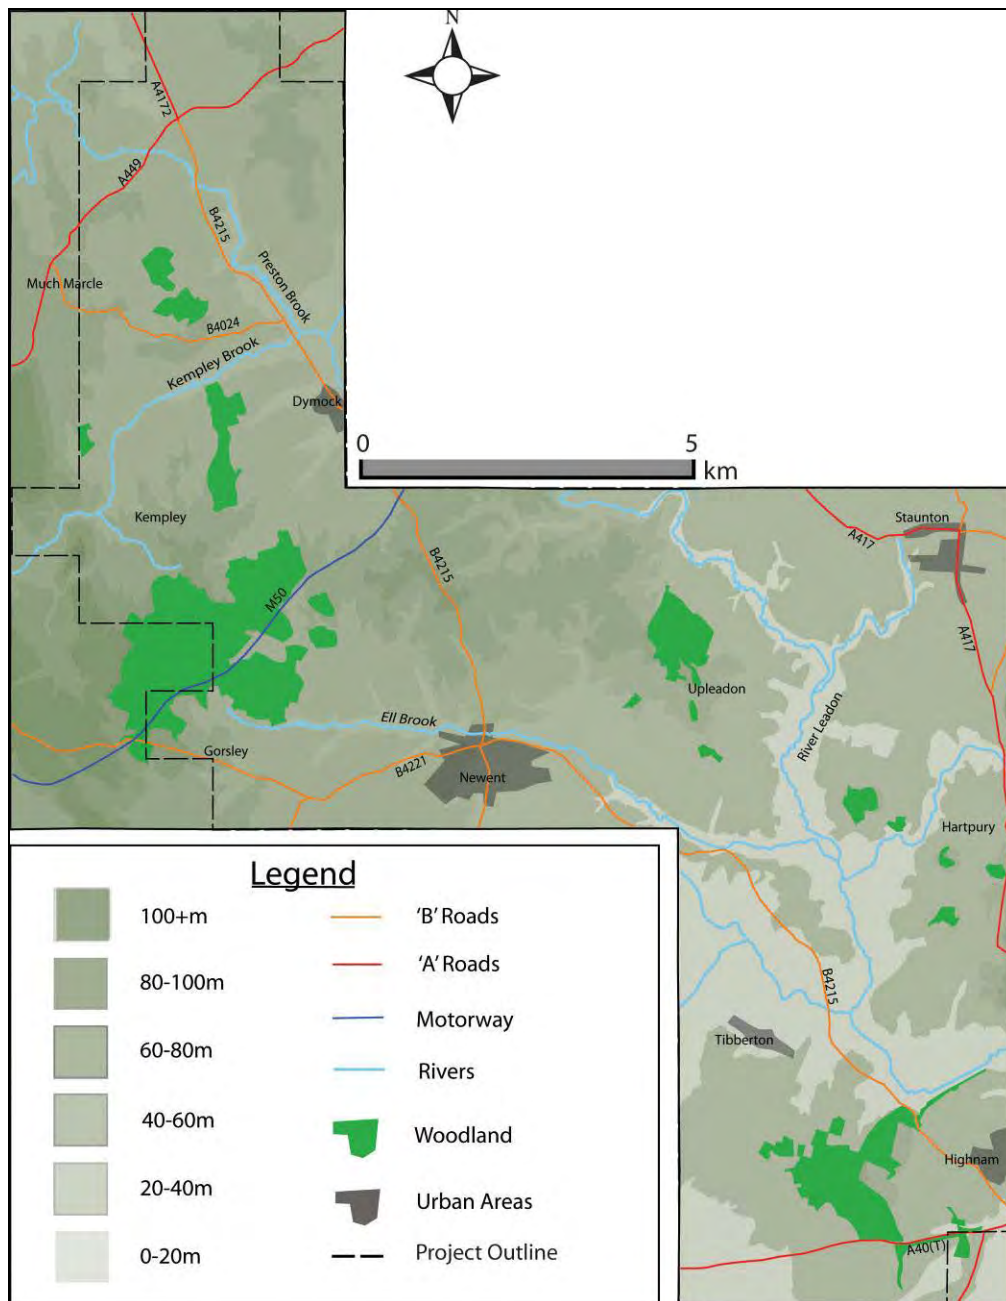 N
A4172
A449
B4215
Preston Brook
Much Marcle
B4024
Kempley Brook
Dymock
0 5
km
Kempley
Staunton
A417
B4215
M50
A417
Upleadon
River Leadon
Ell Brook
Gorsley
B4221
Newent
Hartpury
Legend
100+m
'B' Roads
80-100m
'A' Roads
60-80m
Motorway
Rivers
40-60m
Woodland
20-40m
Urban Areas
0-20m
Project Outline
B4215
Tibberton
Highnam
A40(T)